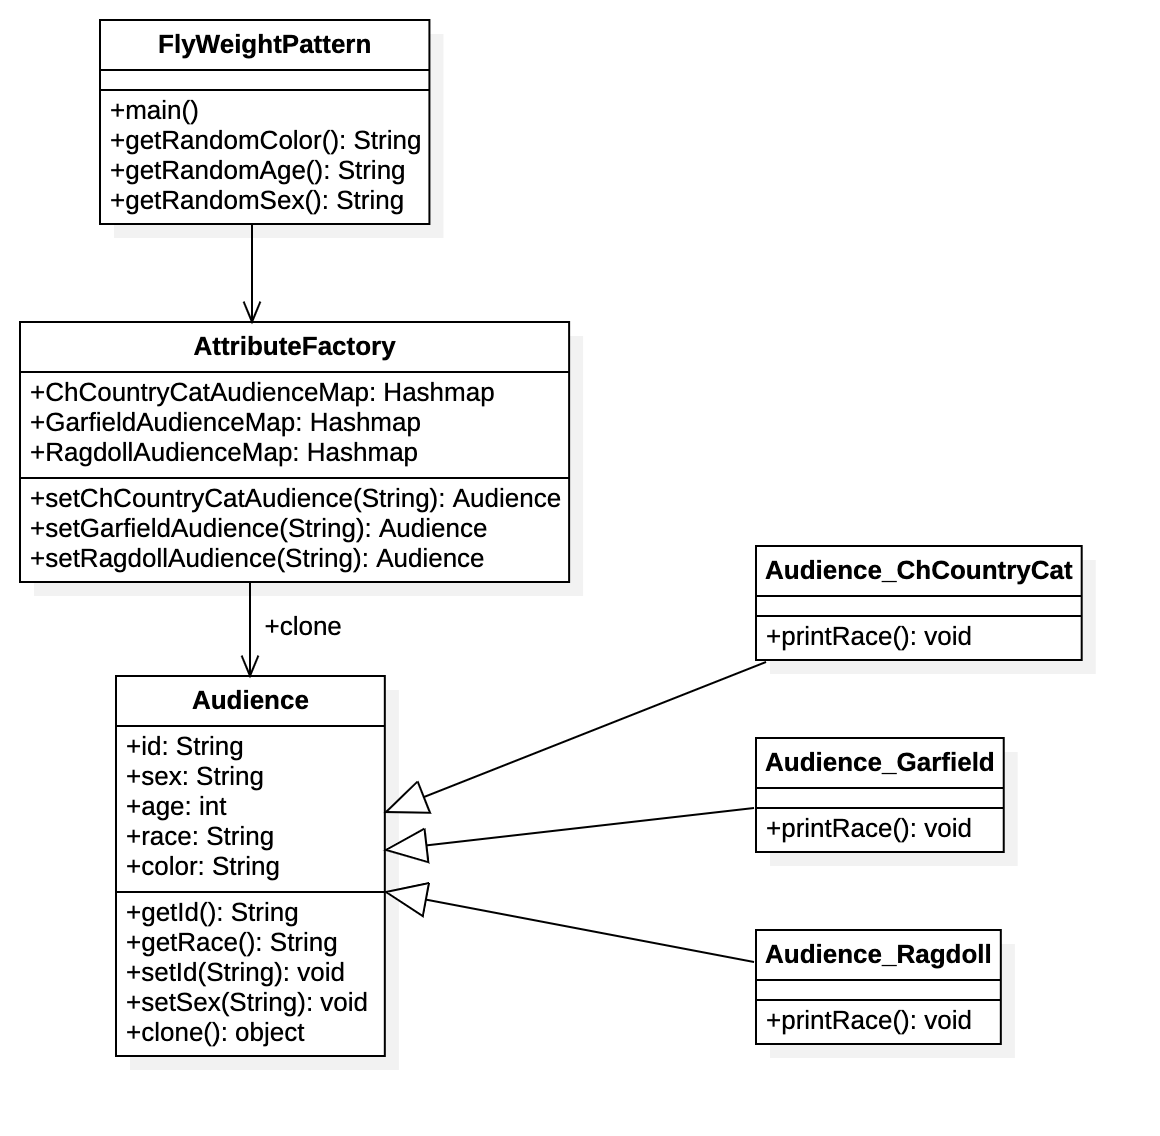 FlyWeightPattern
+main()
+getRandomColor(): String
+getRandomAge(): String
+getRandomSex(): String
AttributeFactory
+ChCountryCatAudienceMap: Hashmap
+GarfieldAudienceMap: Hashmap
+RagdollAudienceMap: Hashmap
+setChCountryCatAudience(String): Audience
+setGarfieldAudience(String): Audience
+setRagdollAudience(String): Audience
+clone
Audience
+id: String
+sex: String
+age: int
+race: String
+color: String
+getId(): String
+getRace(): String
+setId(String): void
+setSex(String): void
+clone(): object
Audience_ChCountryCat
+printRace(): void
Audience_Garfield
+printRace(): void
Audience_Ragdoll
+printRace(): void